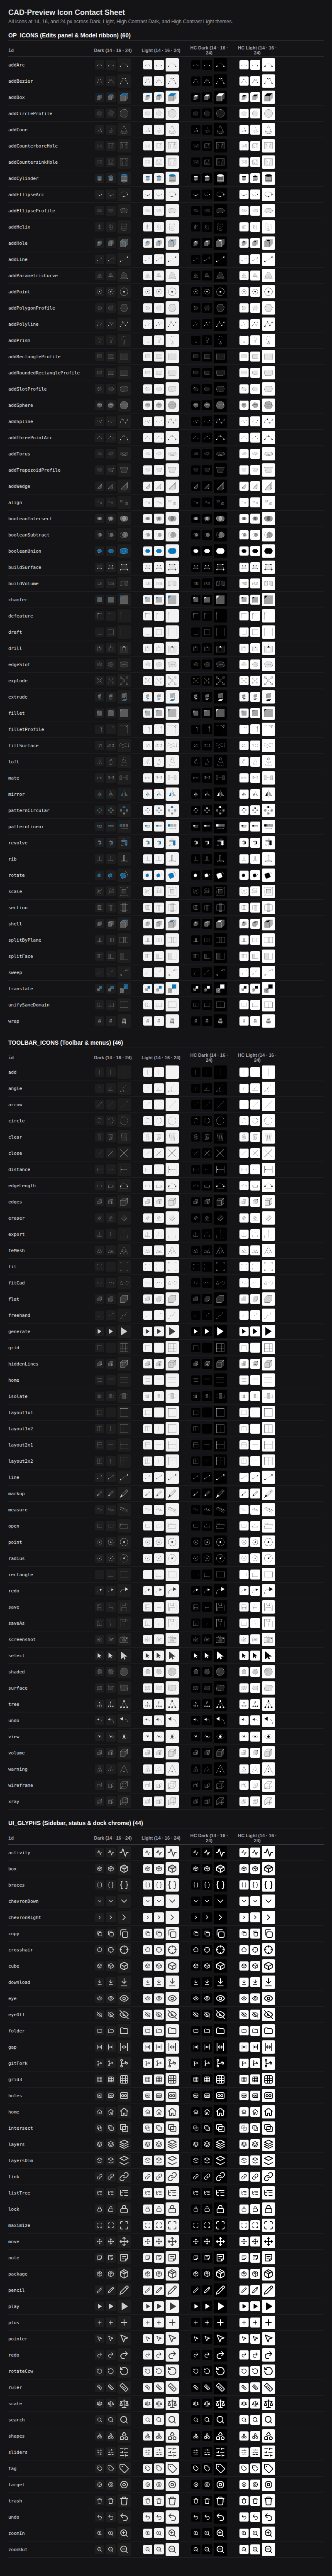 CAD-Preview Icon Contact Sheet
All icons at 14, 16, and 24 px across Dark, Light, High Contrast Dark, and High Contrast Light themes.
OP_ICONS (Edits panel & Model ribbon) (60)
id Dark (14 · 16 · 24) Light (14 · 16 · 24) HC Dark (14 · 16 · 24) HC Light (14 · 16 · 24)
addArc
addBezier
addBox
addCircleProfile
addCone
addCounterboreHole
addCountersinkHole
addCylinder
addEllipseArc
addEllipseProfile
addHelix
addHole
addLine
addParametricCurve
addPoint
addPolygonProfile
addPolyline
addPrism
addRectangleProfile
addRoundedRectangleProfile
addSlotProfile
addSphere
addSpline
addThreePointArc
addTorus
addTrapezoidProfile
addWedge
align
booleanIntersect
booleanSubtract
booleanUnion
buildSurface
buildVolume
chamfer
defeature
draft
drill
edgeSlot
explode
extrude
fillet
filletProfile
fillSurface
loft
mate
mirror
patternCircular
patternLinear
revolve
rib
rotate
scale
section
shell
splitByPlane
splitFace
sweep
translate
unifySameDomain
wrap
TOOLBAR_ICONS (Toolbar & menus) (46)
id Dark (14 · 16 · 24) Light (14 · 16 · 24) HC Dark (14 · 16 · 24) HC Light (14 · 16 · 24)
add
angle
arrow
circle
clear
close
distance
edgeLength
edges
eraser
export
feMesh
fit
fitCad
flat
freehand
generate
grid
hiddenLines
home
isolate
layout1x1
layout1x2
layout2x1
layout2x2
line
markup
measure
open
point
radius
rectangle
redo
save
saveAs
screenshot
select
shaded
surface
tree
undo
view
volume
warning
wireframe
xray
UI_GLYPHS (Sidebar, status & dock chrome) (44)
id Dark (14 · 16 · 24) Light (14 · 16 · 24) HC Dark (14 · 16 · 24) HC Light (14 · 16 · 24)
activity
box
braces
chevronDown
chevronRight
copy
crosshair
cube
download
eye
eyeOff
folder
gap
gitFork
grid3
holes
home
intersect
layers
layersDim
link
listTree
lock
maximize
move
note
package
pencil
play
plus
pointer
redo
rotateCcw
ruler
scale
search
shapes
sliders
tag
target
trash
undo
zoomIn
zoomOut